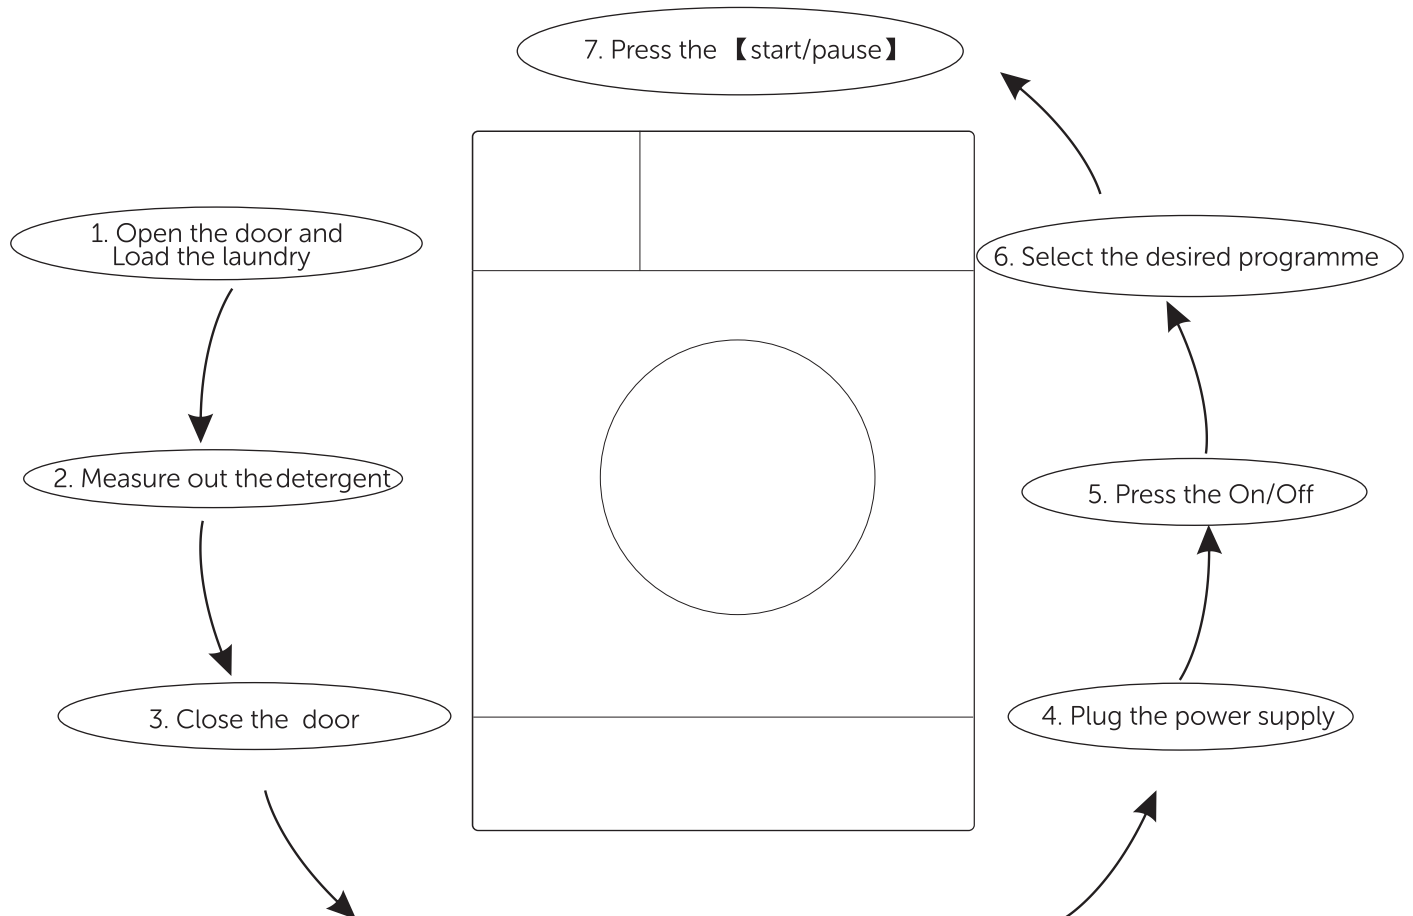 7. Press the 【start/pause】
1. Open the door and
Load the laundry
6. Select the desired programme
2. Measure out the detergent
5. Press the On/Off
3. Close the door
4. Plug the power supply